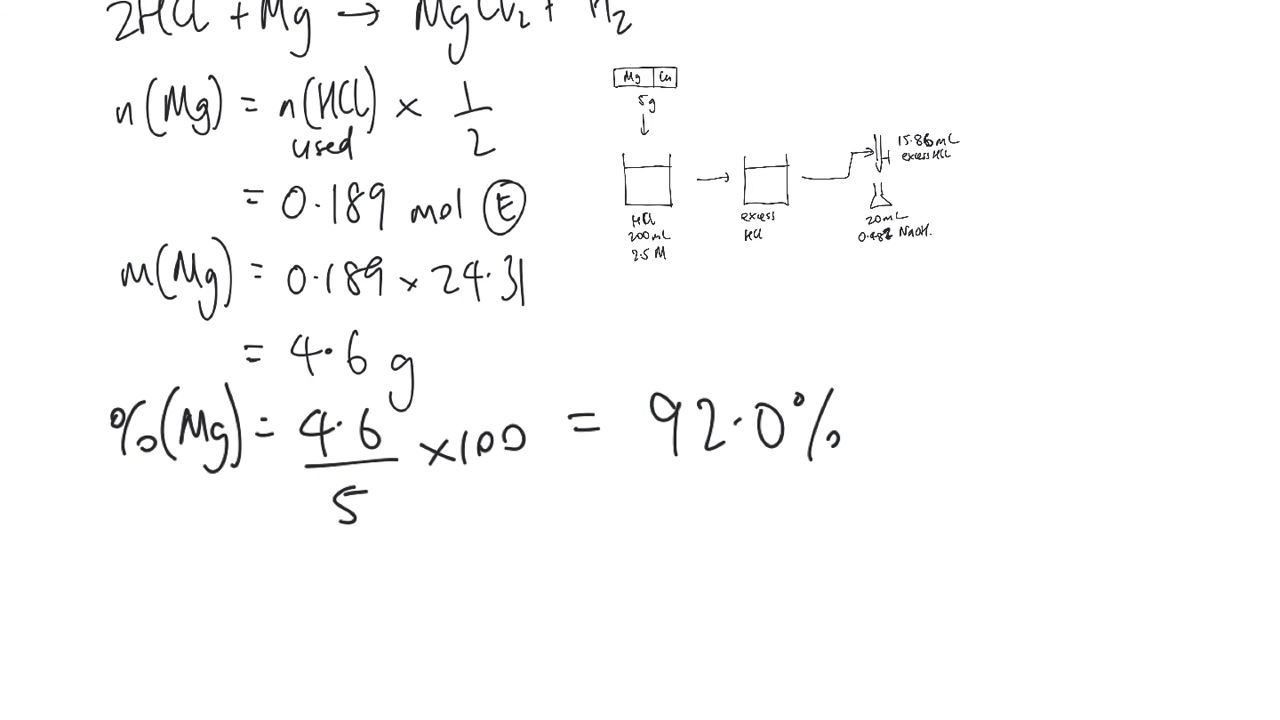 2HCl + Mg → MgCl₂ + H₂
n(Mg) = n(HCl) × 1/2
used
= 0.189 mol Ⓔ
m(Mg) = 0.189 × 24.31
= 4.6 g
%(Mg) = 4.6/5 ×100 = 92.0%
Mg Cu
5g
HCl
200mL
2.5 M
excess
HCl
15.86mL
excess HCl
20mL
NaOH.